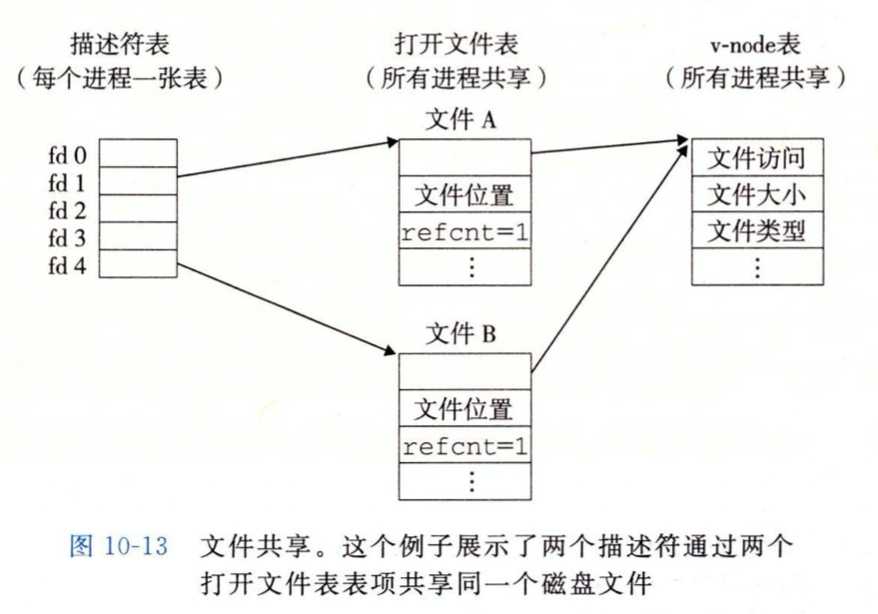 描述符表
（每个进程一张表）
打开文件表
（所有进程共享）
v-node表
（所有进程共享）
fd 0
fd 1
fd 2
fd 3
fd 4
文件 A
文件位置
refcnt=1
⋮
文件 B
文件位置
refcnt=1
⋮
文件访问
文件大小
文件类型
⋮
图 10-13 文件共享。这个例子展示了两个描述符通过两个
打开文件表表项共享同一个磁盘文件